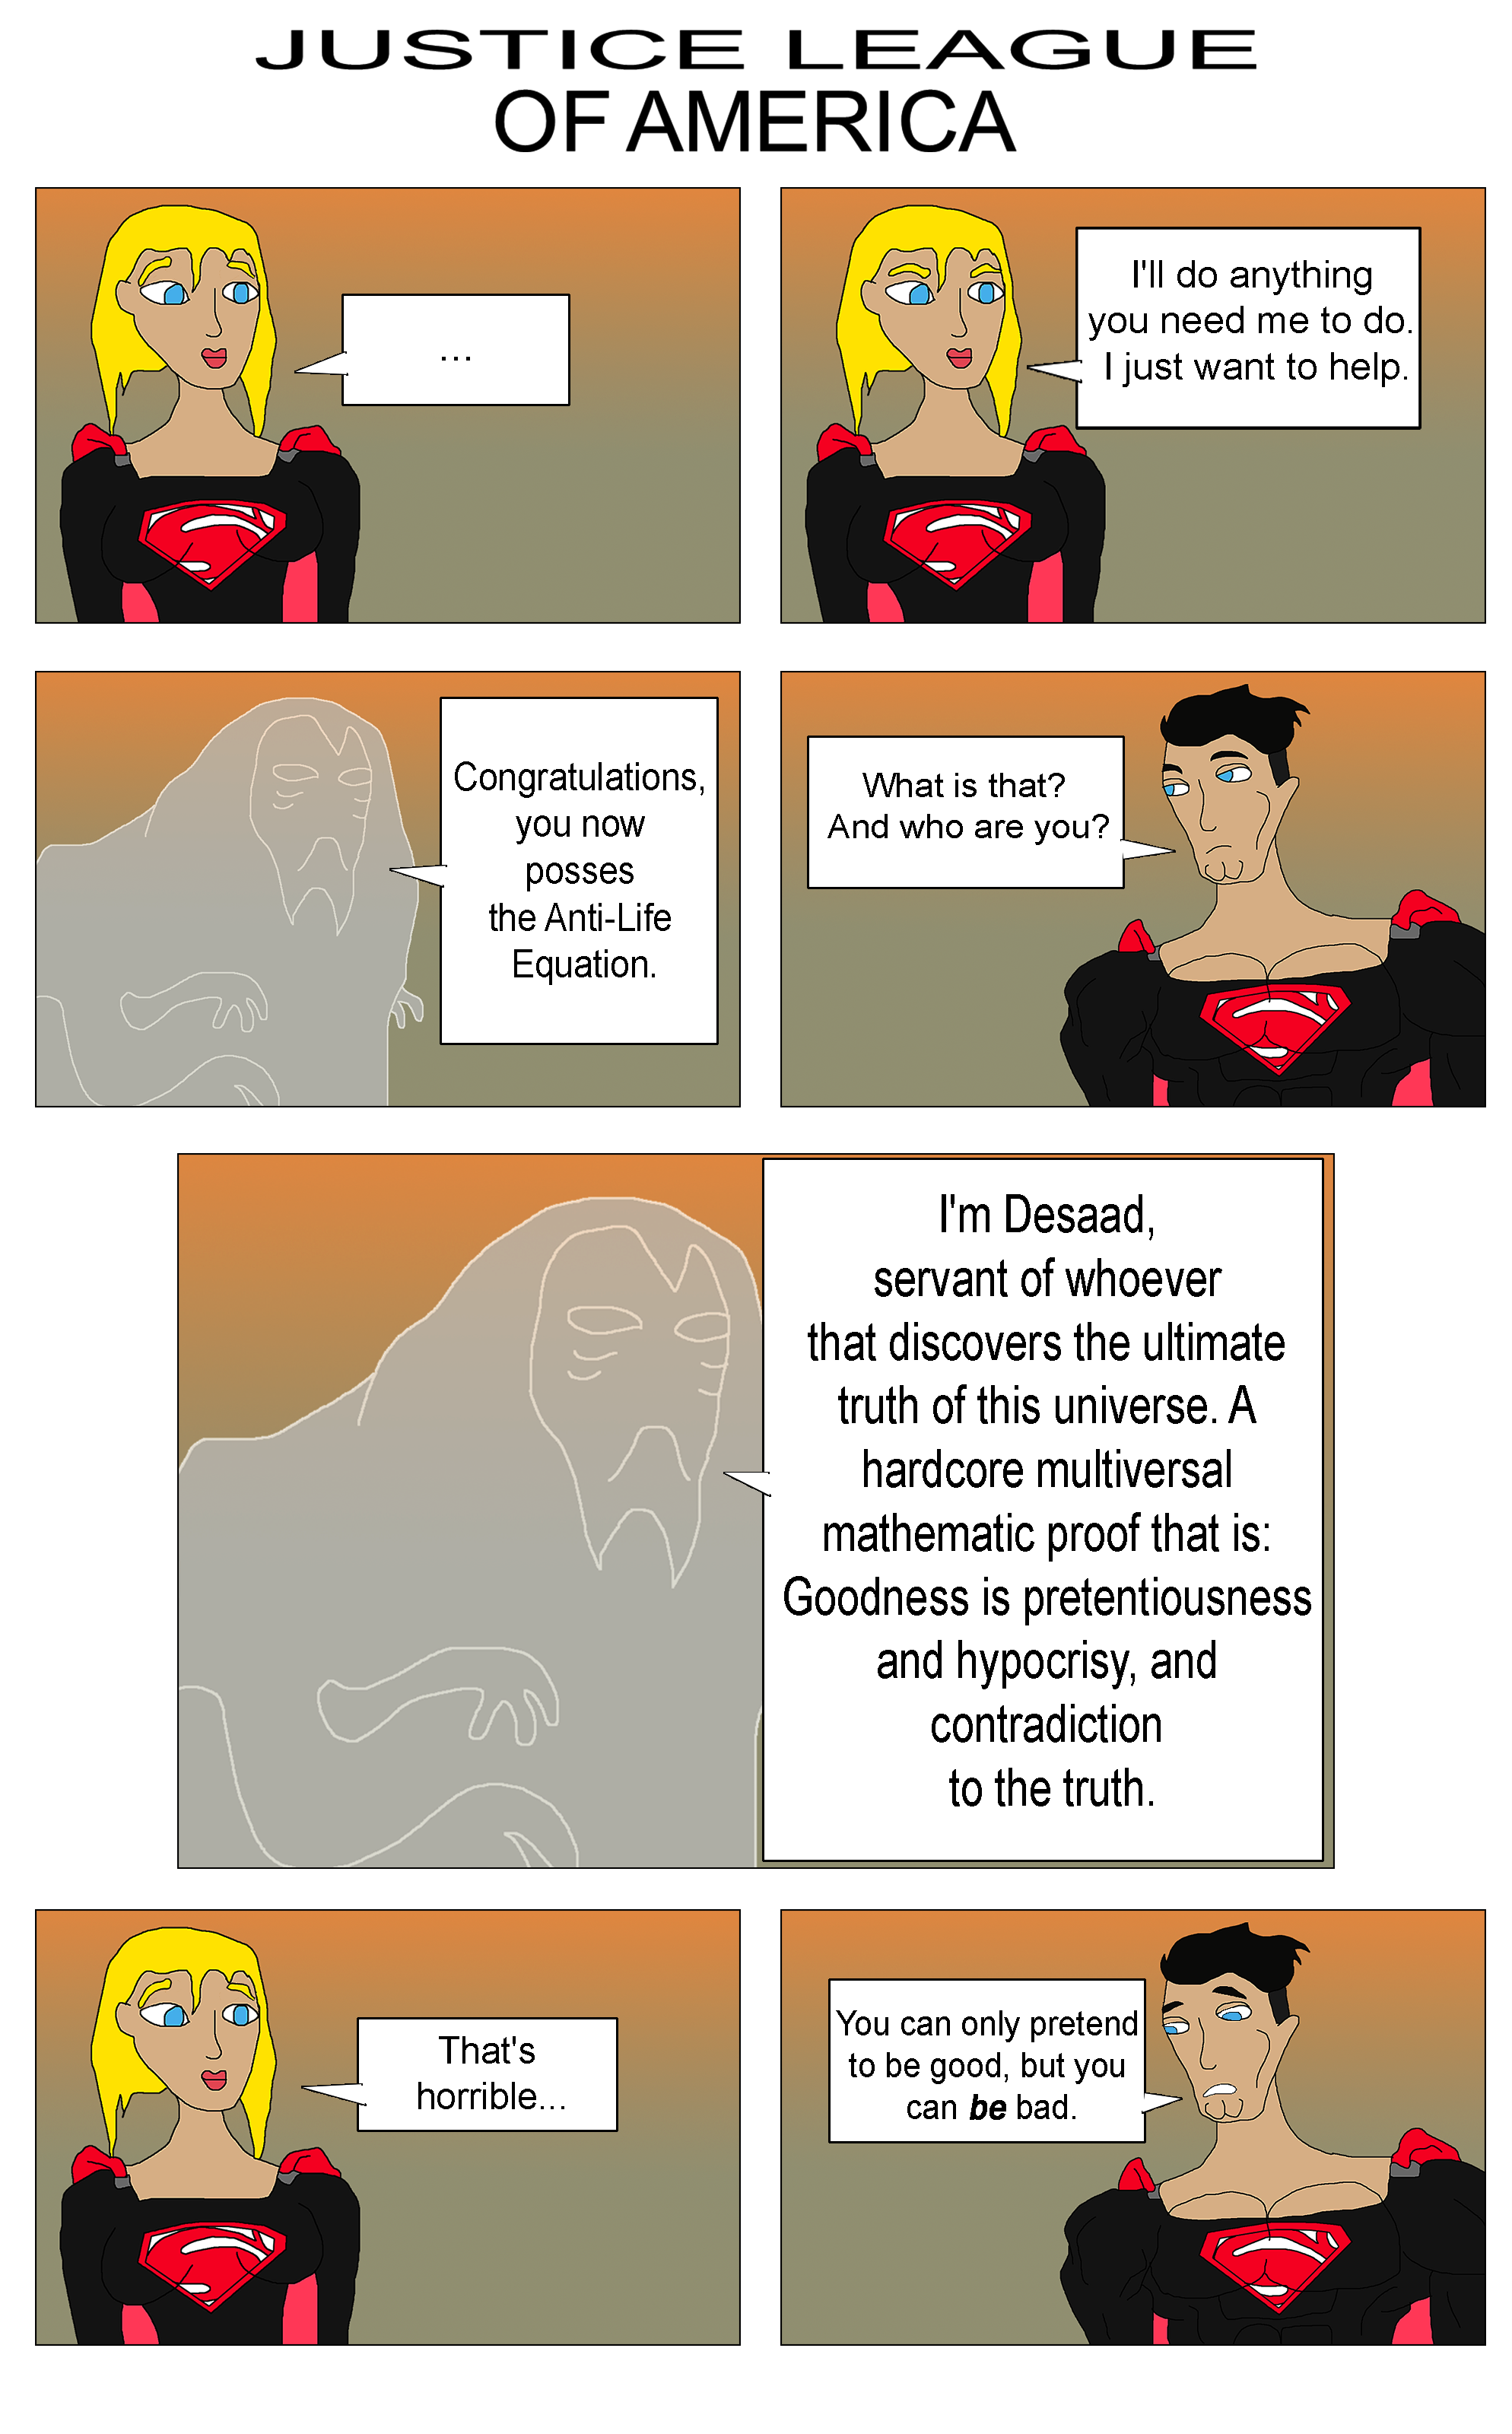 JUSTICE LEAGUE
OF AMERICA
...
I'll do anything
you need me to do.
I just want to help.
Congratulations,
you now
posses
the Anti-Life
Equation.
What is that?
And who are you?
I'm Desaad,
servant of whoever
that discovers the ultimate
truth of this universe. A
hardcore multiversal
mathematic proof that is:
Goodness is pretentiousness
and hypocrisy, and
contradiction
to the truth.
That's
horrible...
You can only pretend
to be good, but you
can be bad.